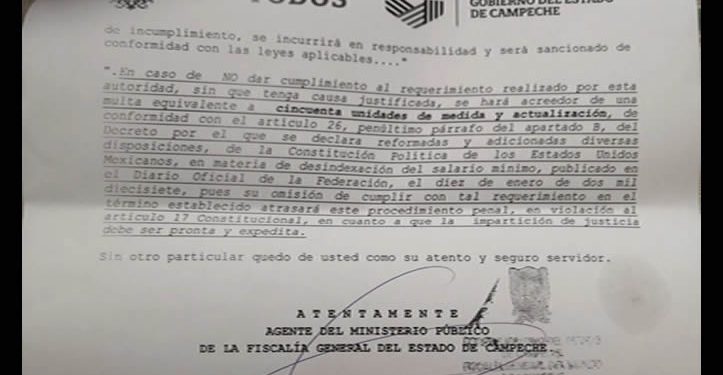 TODOS
GOBIERNO DEL ESTADO
DE CAMPECHE
de incumplimiento, se incurrirá en responsabilidad y será sancionado de
conformidad con las leyes aplicables...."
".En caso de NO dar cumplimiento al requerimiento realizado por esta
autoridad, sin que tenga causa justificada, se hará acreedor de una
multa equivalente a cincuenta unidades de medida y actualización, de
conformidad con el artículo 26, penúltimo párrafo del apartado B, del
Decreto por el que se declara reformadas y adicionadas diversas
disposiciones, de la Constitución Política de los Estados Unidos
Mexicanos, en materia de desindexación del salario mínimo, publicado en
el Diario Oficial de la Federación, el diez de enero de dos mil
diecisiete, pues su omisión de cumplir con tal requerimiento en el
término establecido atrasará este procedimiento penal, en violación al
artículo 17 Constitucional, en cuanto a que la impartición de justicia
debe ser pronta y expedita.
Sin otro particular quedo de usted como su atento y seguro servidor.
A T E N T A M E N T E
AGENTE DEL MINISTERIO PÚBLICO
DE LA FISCALÍA GENERAL DEL ESTADO DE CAMPECHE